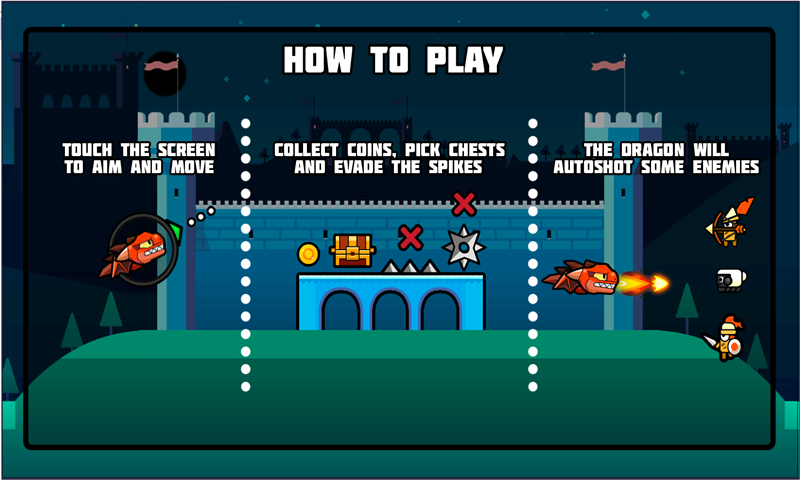 HOW TO PLAY
TOUCH THE SCREEN
TO AIM AND MOVE
COLLECT COINS, PICK CHESTS
AND EVADE THE SPIKES
THE DRAGON WILL
AUTOSHOT SOME ENEMIES